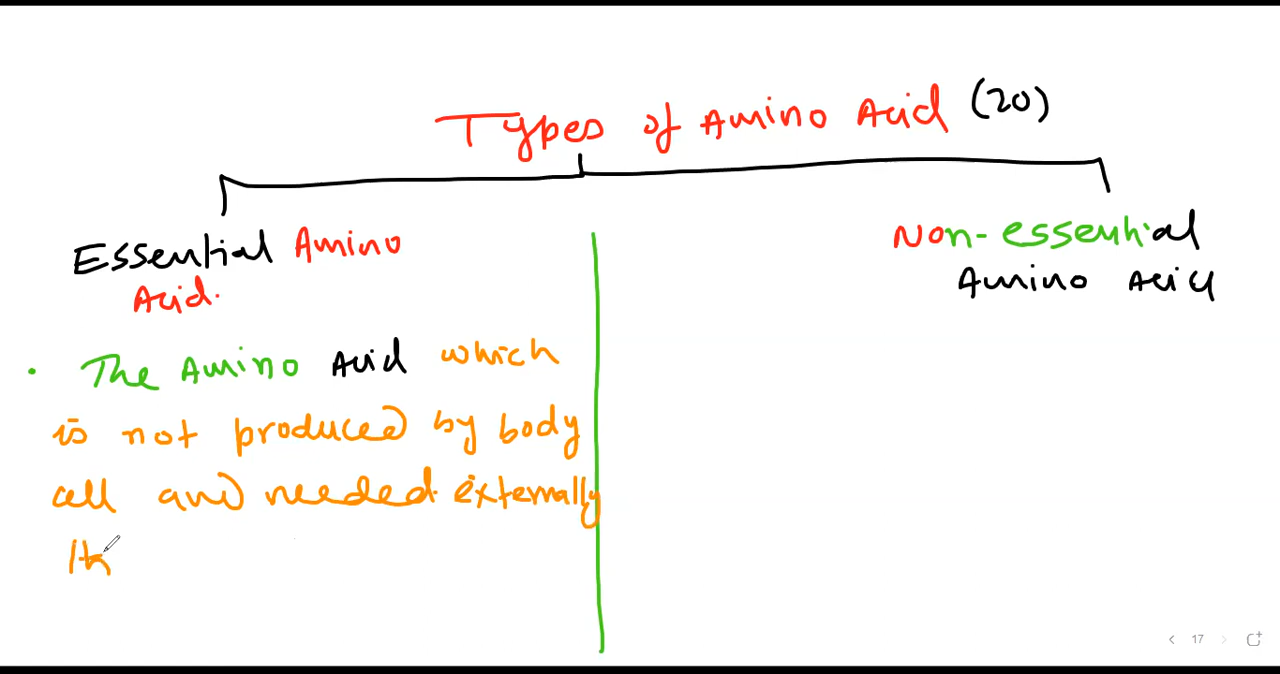 Types of Amino Acid (20)
Essential Amino
Acid.
Non-essential
Amino Acid
• The Amino Acid which
is not produced by body
cell and needed externally
17